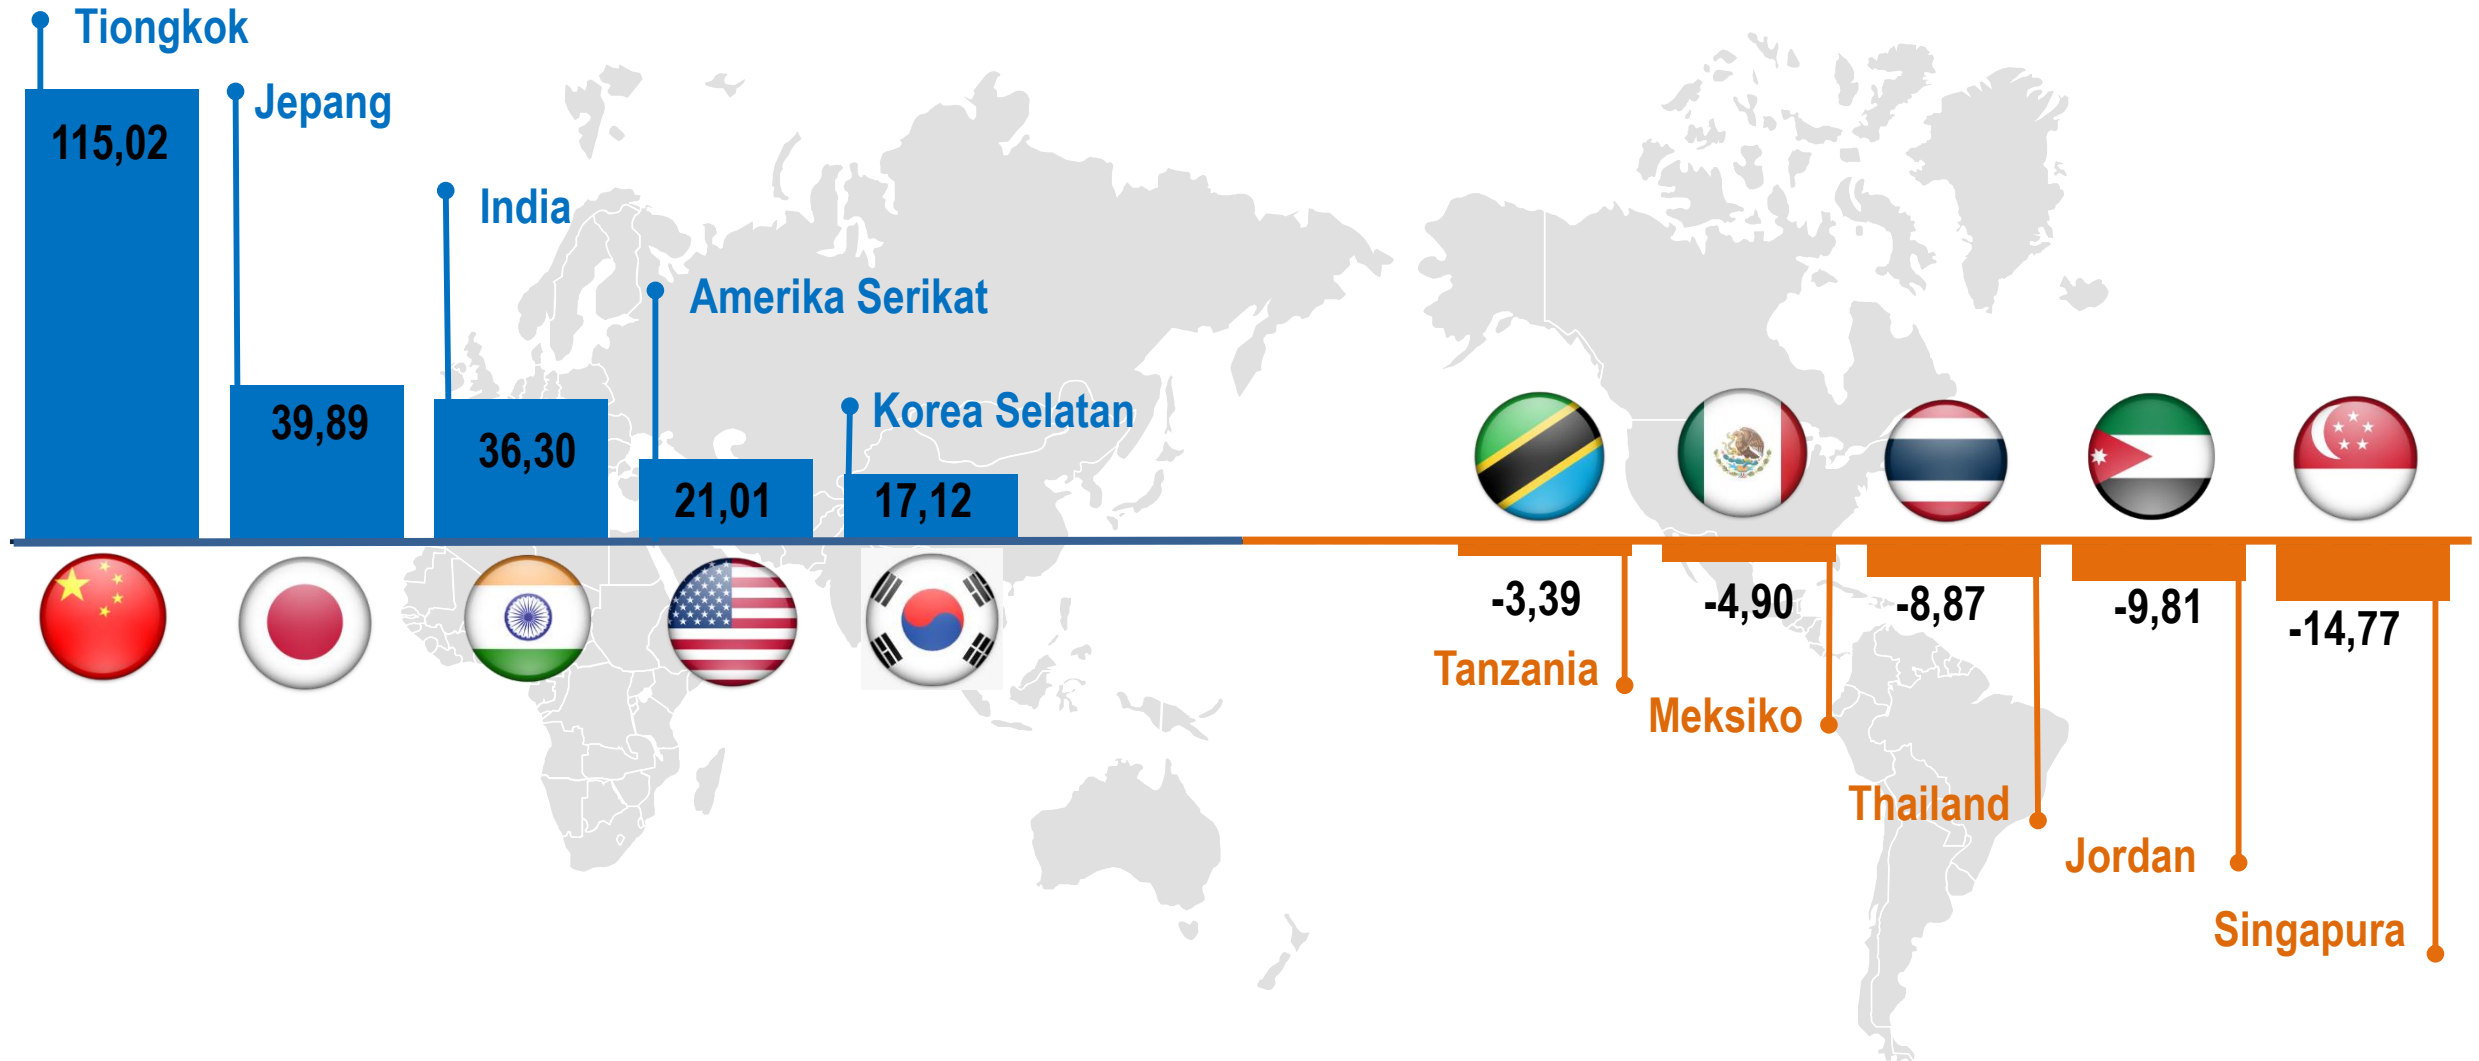 Tiongkok
115,02
Jepang
39,89
India
36,30
Amerika Serikat
21,01
Korea Selatan
17,12
-3,39
Tanzania
-4,90
Meksiko
-8,87
Thailand
-9,81
Jordan
-14,77
Singapura